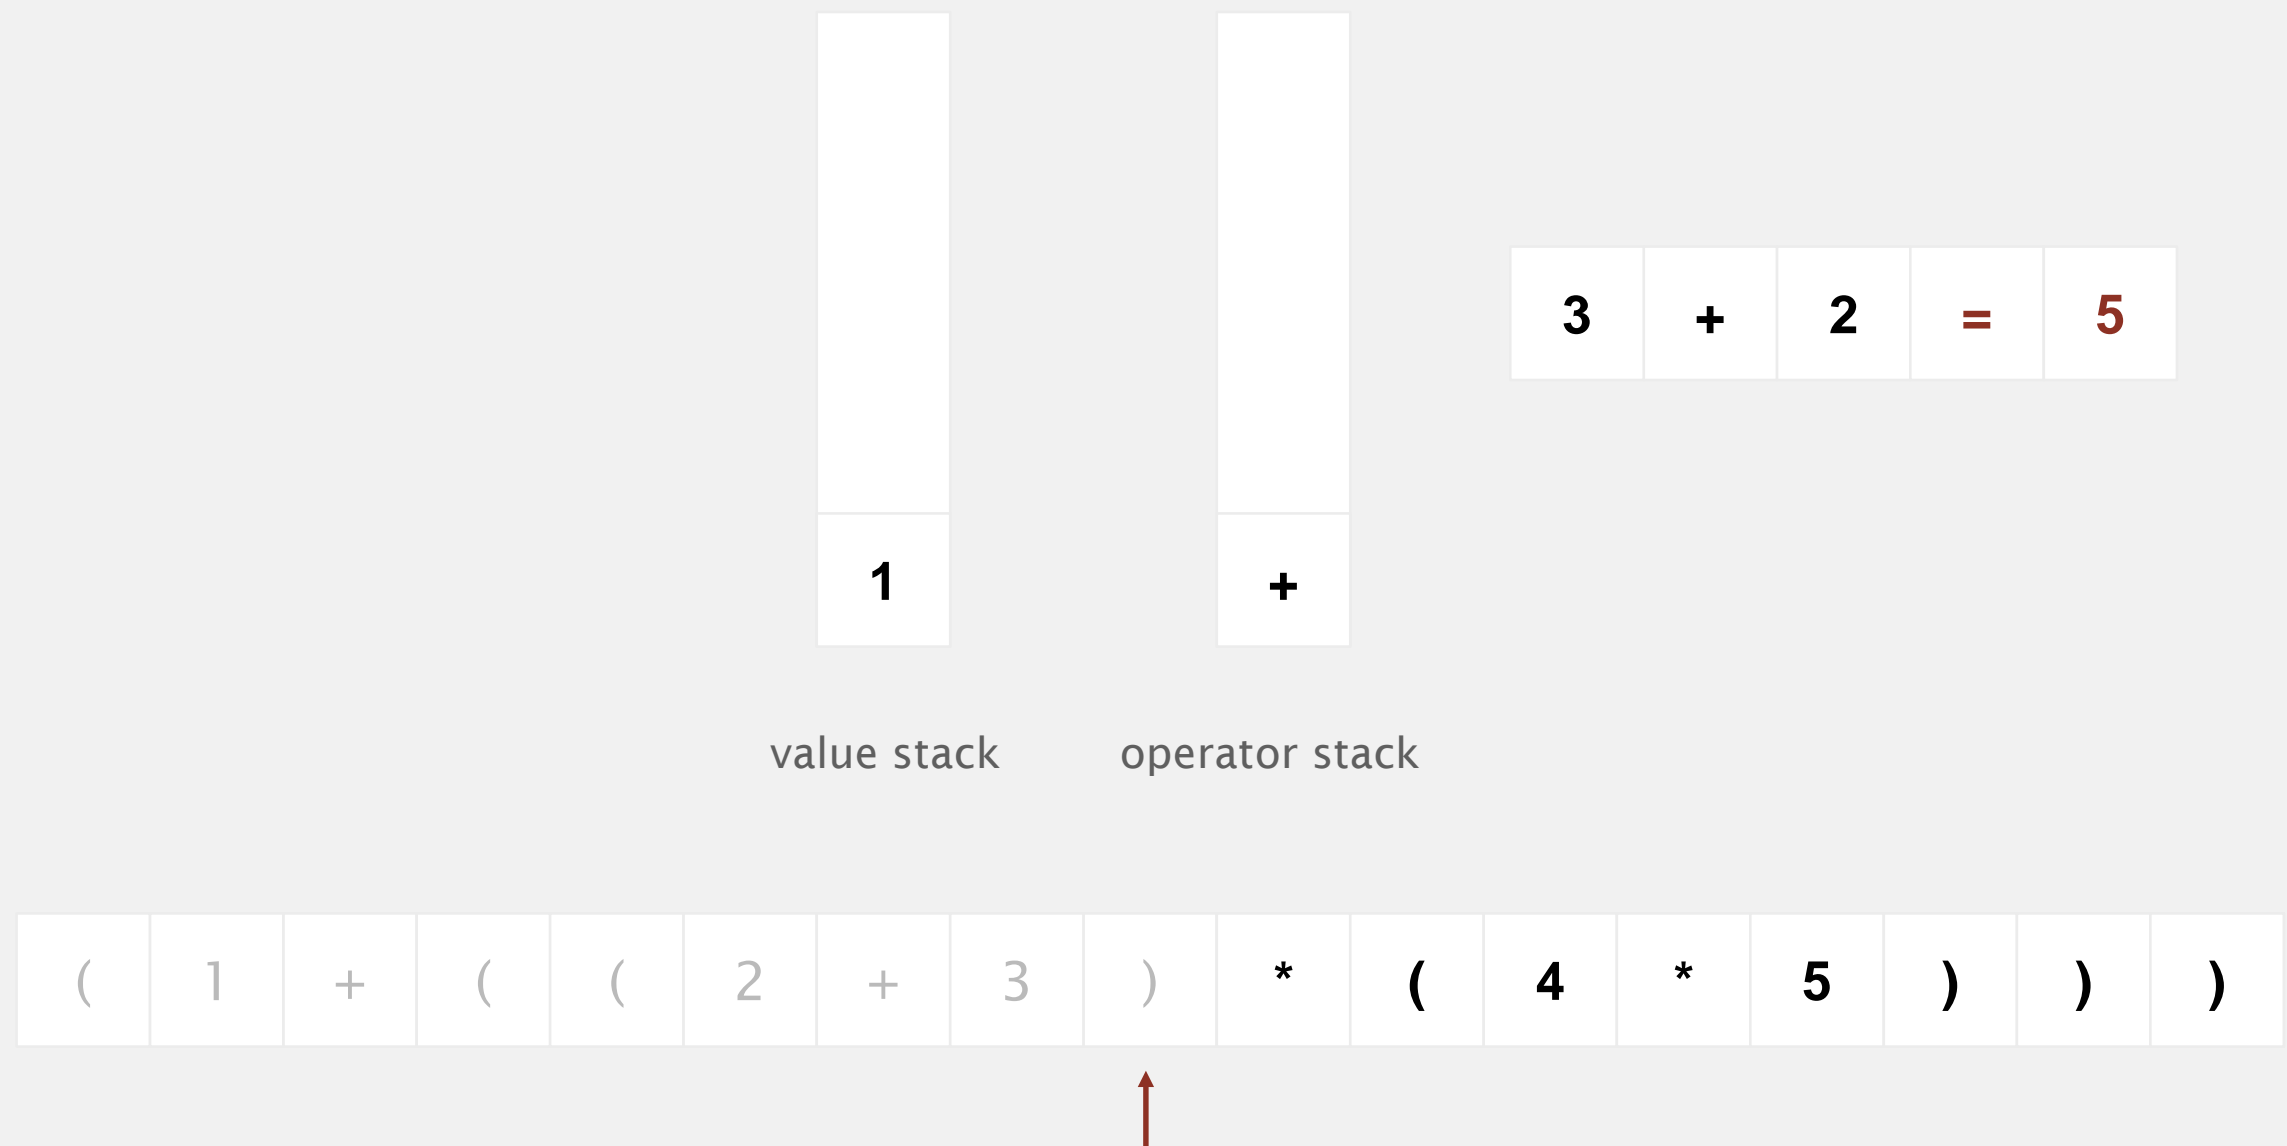 3 + 2 = 5
1 +
value stack operator stack
( 1 + ( ( 2 + 3 ) * ( 4 * 5 ) ) )